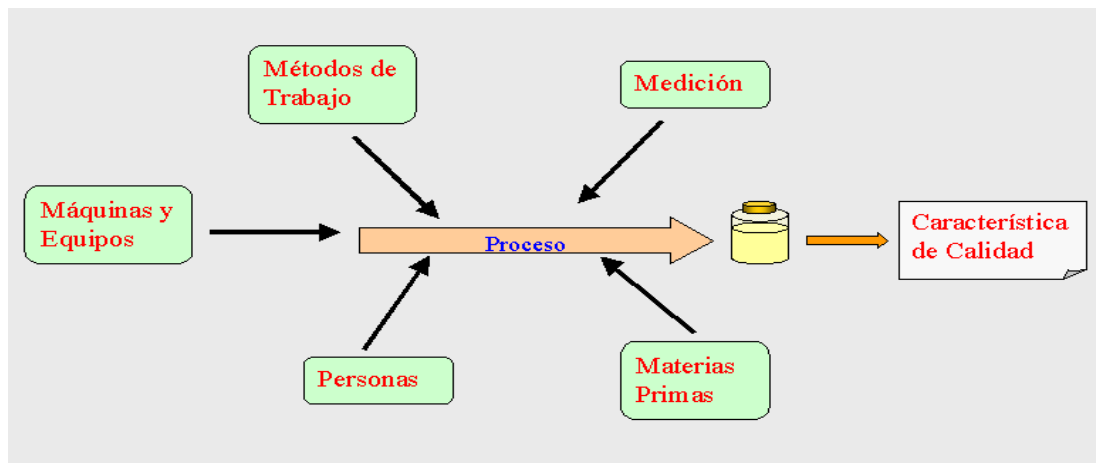 Métodos de
Trabajo
Medición
Máquinas y
Equipos
Proceso
Característica
de Calidad
Personas
Materias
Primas